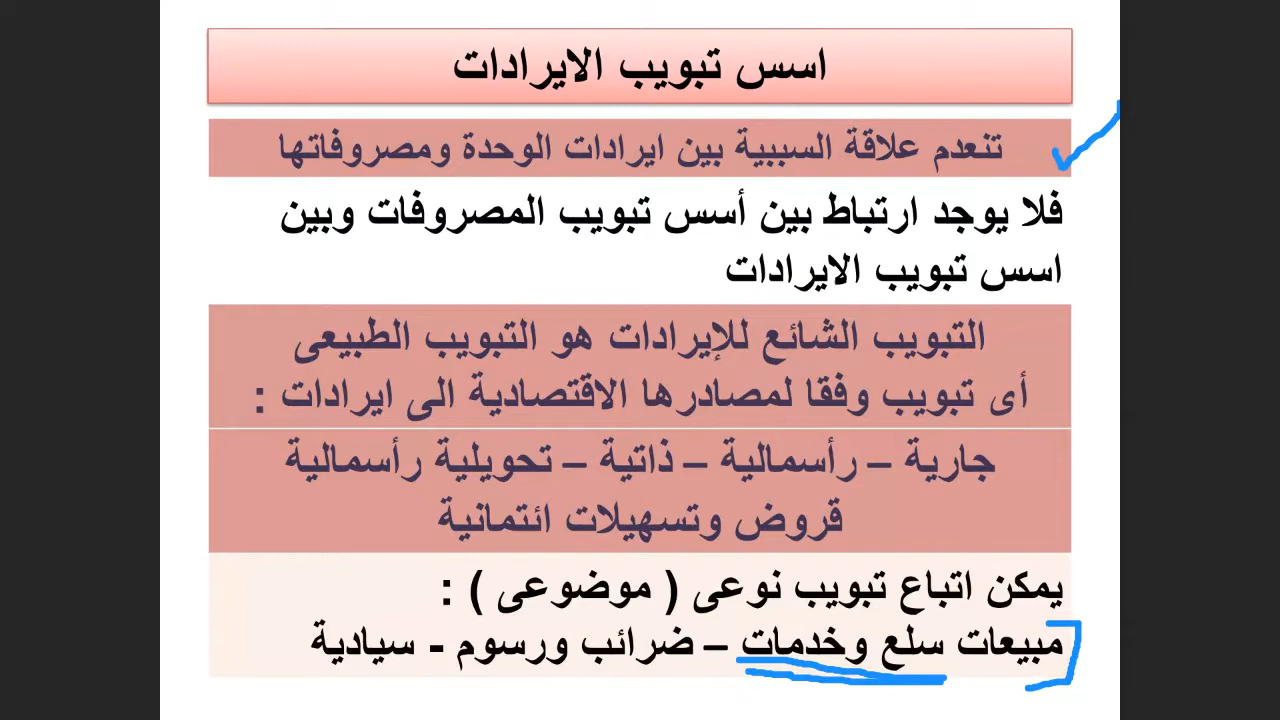 اسس تبويب الايرادات
تنعدم علاقة السببية بين ايرادات الوحدة ومصروفاتها
فلا يوجد ارتباط بين أسس تبويب المصروفات وبين
اسس تبويب الايرادات
التبويب الشائع للإيرادات هو التبويب الطبيعى
أى تبويب وفقا لمصادرها الاقتصادية الى ايرادات :
جارية – رأسمالية – ذاتية – تحويلية رأسمالية
قروض وتسهيلات ائتمانية
يمكن اتباع تبويب نوعى ( موضوعى ) :
مبيعات سلع وخدمات – ضرائب ورسوم - سيادية